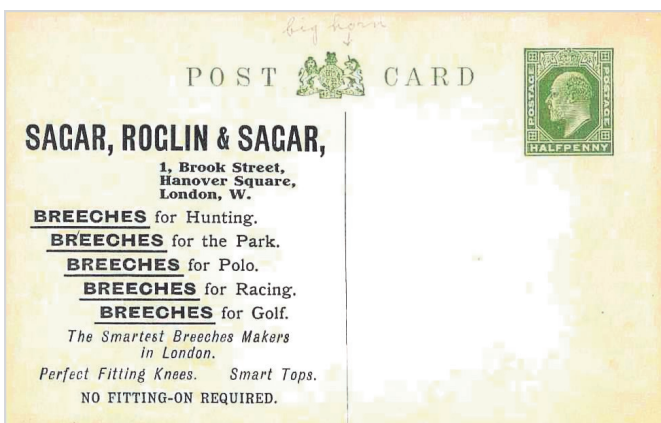 big horn
POST CARD
POSTAGE POSTAGE
HALFPENNY
SAGAR, ROGLIN & SAGAR,
1, Brook Street,
Hanover Square,
London, W.
BREECHES for Hunting.
BREECHES for the Park.
BREECHES for Polo.
BREECHES for Racing.
BREECHES for Golf.
The Smartest Breeches Makers
in London.
Perfect Fitting Knees. Smart Tops.
NO FITTING-ON REQUIRED.